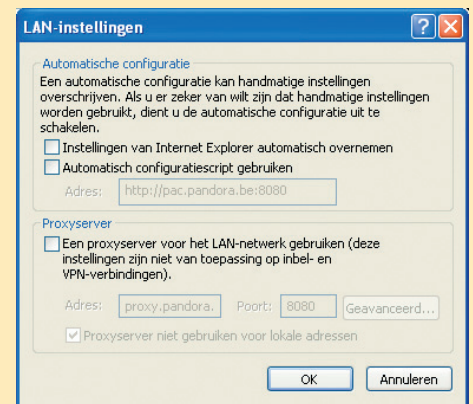 LAN-instellingen
Automatische configuratie
Een automatische configuratie kan handmatige instellingen
overschrijven. Als u er zeker van wilt zijn dat handmatige instellingen
worden gebruikt, dient u de automatische configuratie uit te
schakelen.
Instellingen van Internet Explorer automatisch overnemen
Automatisch configuratiescript gebruiken
Adres: http://pac.pandora.be:8080
Proxyserver
Een proxyserver voor het LAN-netwerk gebruiken (deze
instellingen zijn niet van toepassing op inbel- en
VPN-verbindingen).
Adres: proxy.pandora. Poort: 8080 Geavanceerd...
Proxyserver niet gebruiken voor lokale adressen
OK Annuleren